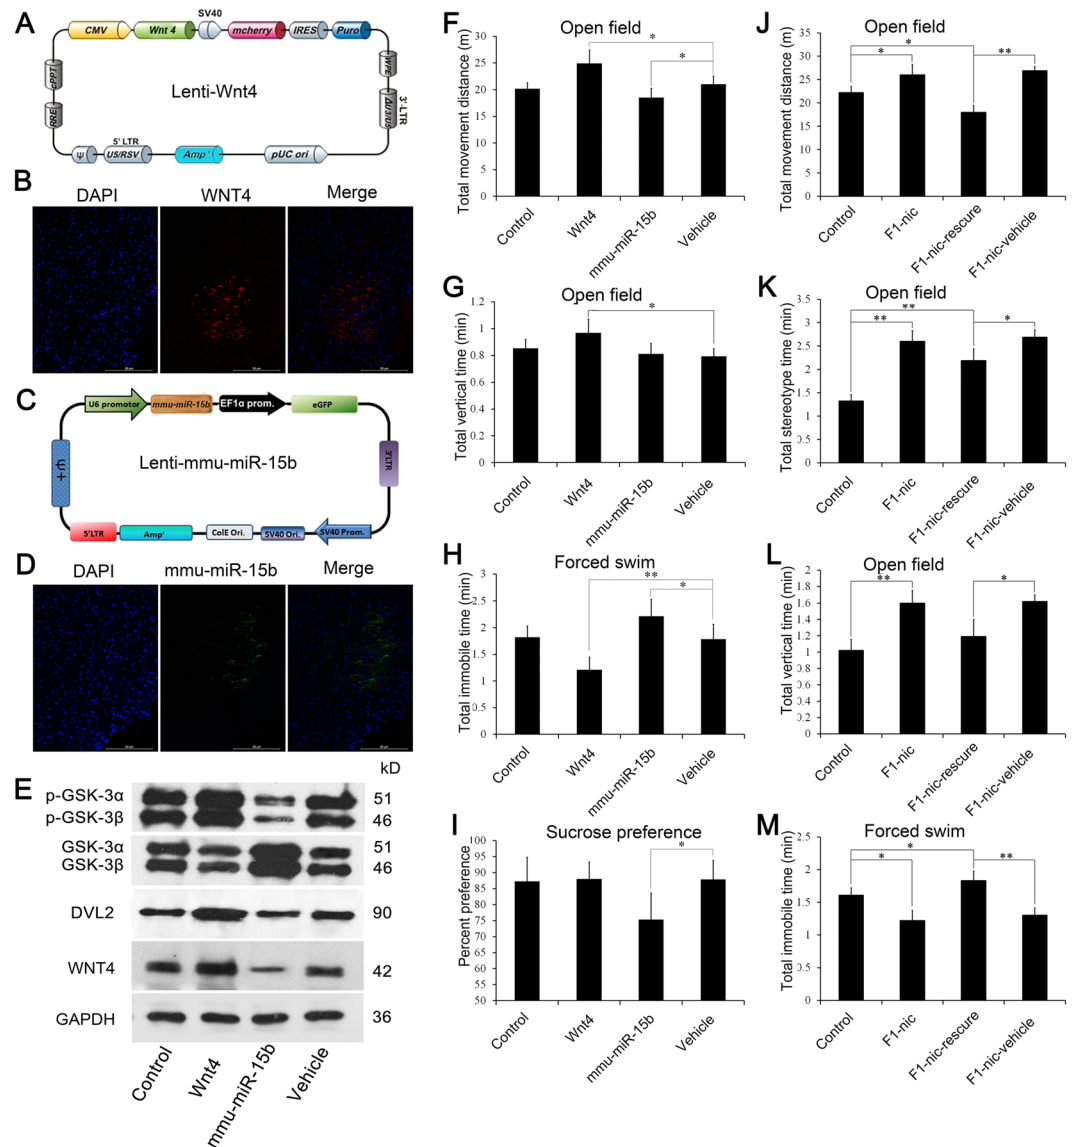 A
CMV
Wnt 4
SV40
mcherry
IRES
Puro
cPPT
WPE
Lenti-Wnt4
RRE
ΔU3/U5
3' LTR
Ψ
5' LTR
U5/RSV
Amp r
pUC ori
B
DAPI
WNT4
Merge
C
U6 promotor
mmu-miR-15b
EF1α prom.
eGFP
Lenti-mmu-miR-15b
3'LTR
5'LTR
Ampr
ColE Ori.
SV40 Ori.
SV40 Prom.
D
DAPI
mmu-miR-15b
Merge
E
kD
p-GSK-3α
51
p-GSK-3β
46
GSK-3α
51
GSK-3β
46
DVL2
90
WNT4
42
GAPDH
36
Control
Wnt4
mmu-miR-15b
Vehicle
F
Open field
Total movement distance (m)
30
25
20
15
10
5
0
*
*
Control
Wnt4
mmu-miR-15b
Vehicle
G
Open field
Total vertical time (min)
1.2
1
0.8
0.6
0.4
0.2
0
*
Control
Wnt4
mmu-miR-15b
Vehicle
H
Forced swim
Total immobile time (min)
3
2.5
2
1.5
1
0.5
0
**
*
Control
Wnt4
mmu-miR-15b
Vehicle
I
Sucrose preference
Percent preference
100
95
90
85
80
75
70
65
60
55
50
*
Control
Wnt4
mmu-miR-15b
Vehicle
J
Open field
Total movement distance (m)
35
30
25
20
15
10
5
0
*
*
**
Control
F1-nic
F1-nic-rescure
F1-nic-vehicle
K
Open field
Total stereotype time (min)
3.5
3
2.5
2
1.5
1
0.5
0
**
**
*
Control
F1-nic
F1-nic-rescure
F1-nic-vehicle
L
Open field
Total vertical time (min)
2
1.8
1.6
1.4
1.2
1
0.8
0.6
0.4
0.2
0
**
*
Control
F1-nic
F1-nic-rescure
F1-nic-vehicle
M
Forced swim
Total immobile time (min)
2.5
2
1.5
1
0.5
0
*
*
**
Control
F1-nic
F1-nic-rescure
F1-nic-vehicle